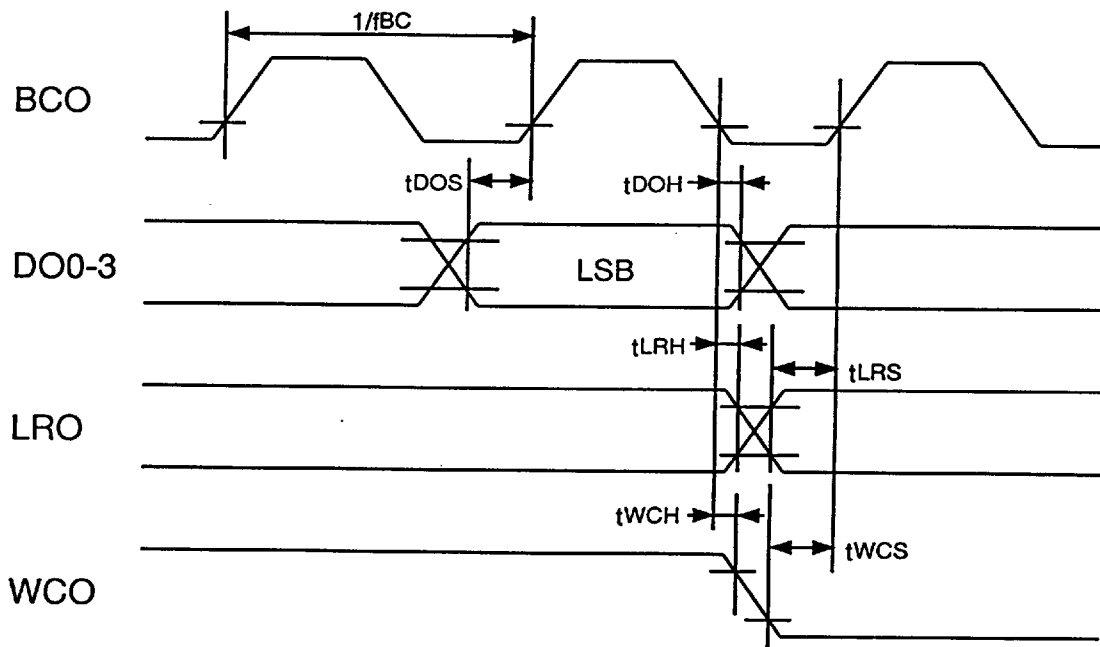 1/fBC
BCO
tDOS
tDOH
DO0-3
LSB
tLRH
tLRS
LRO
tWCH
tWCS
WCO